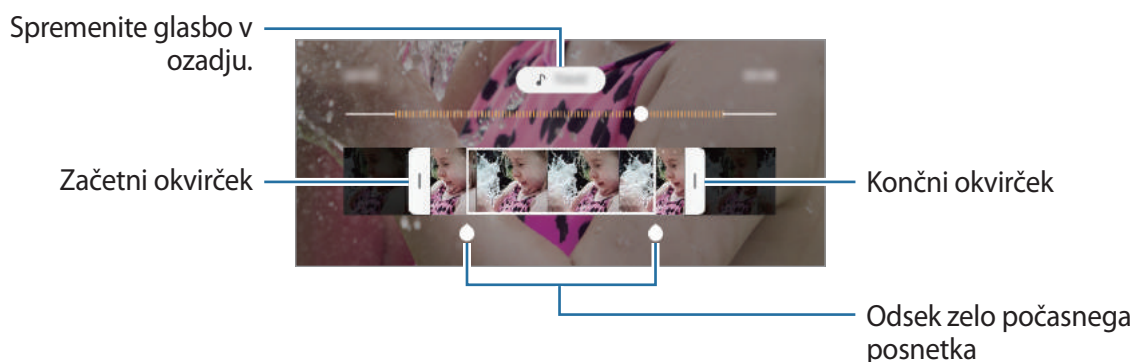 Spremenite glasbo v
ozadju.
Začetni okvirček
Končni okvirček
Odsek zelo počasnega
posnetka